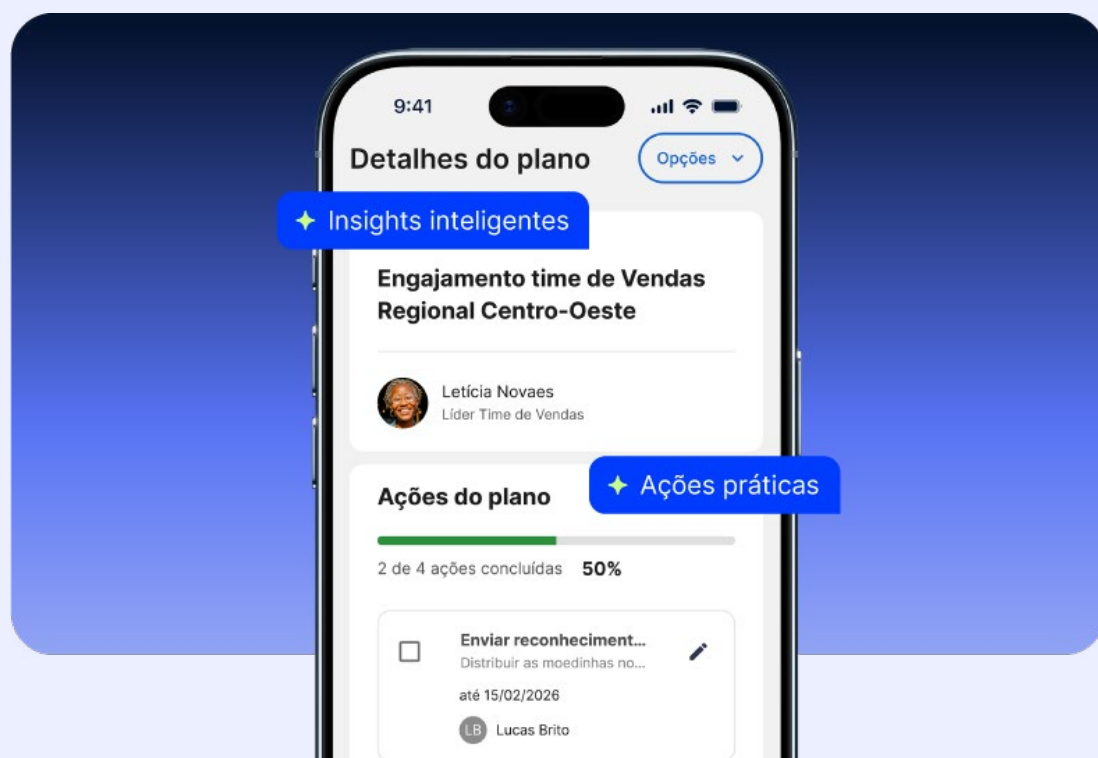 9:41
Detalhes do plano
Opções
Insights inteligentes
Engajamento time de Vendas
Regional Centro-Oeste
Letícia Novaes
Líder Time de Vendas
Ações práticas
Ações do plano
2 de 4 ações concluídas 50%
Enviar reconheciment...
Distribuir as moedinhas no...
até 15/02/2026
LB Lucas Brito